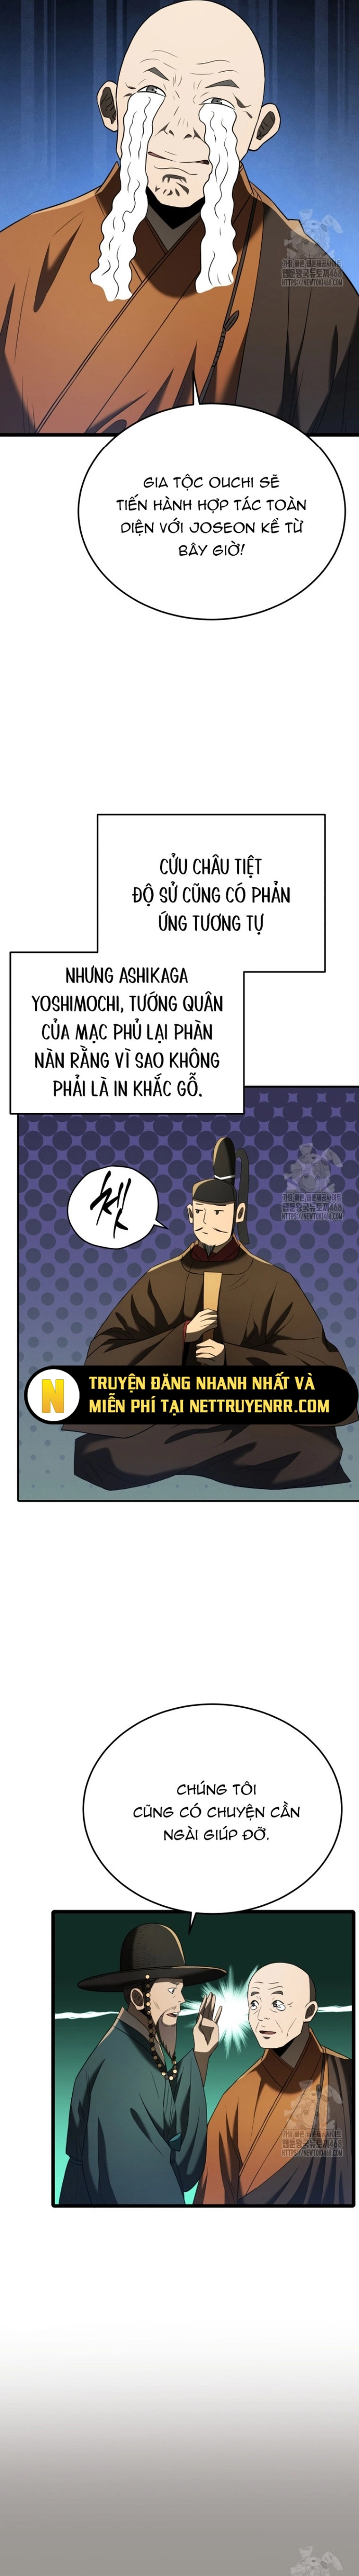 GIA TỘC OUCHI SẼ
TIẾN HÀNH HỢP TÁC TOÀN
DIỆN VỚI JOSEON KỂ TỪ
BÂY GIỜ!
CỬU CHÂU TIỆT
ĐỘ SỨ CŨNG CÓ PHẢN
ỨNG TƯƠNG TỰ
NHƯNG ASHIKAGA
YOSHIMOCHI, TƯỚNG QUÂN
CỦA MẠC PHỦ LẠI PHÀN
NÀN RẰNG VÌ SAO KHÔNG
PHẢI LÀ IN KHẮC GỖ.
N
TRUYỆN ĐĂNG NHANH NHẤT VÀ
MIỄN PHÍ TẠI NETTRUYENRR.COM
CHÚNG TÔI
CŨNG CÓ CHUYỆN CẦN
NGÀI GIÚP ĐỠ.